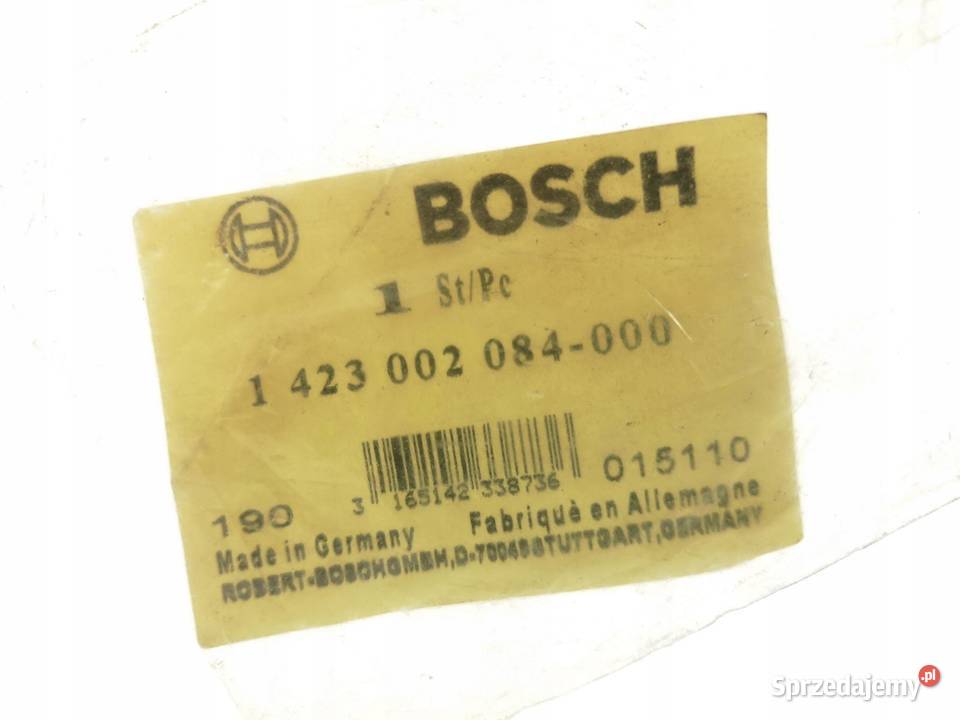 BOSCH
1 St/Pc
1 423 002 084-000
3 165142 338736
190 015110
Made in Germany Fabriquè en Allemagne
ROBERT-BOSCHGMBH,D-70049STUTTGART,GERMANY
Sprzedajemy.pl